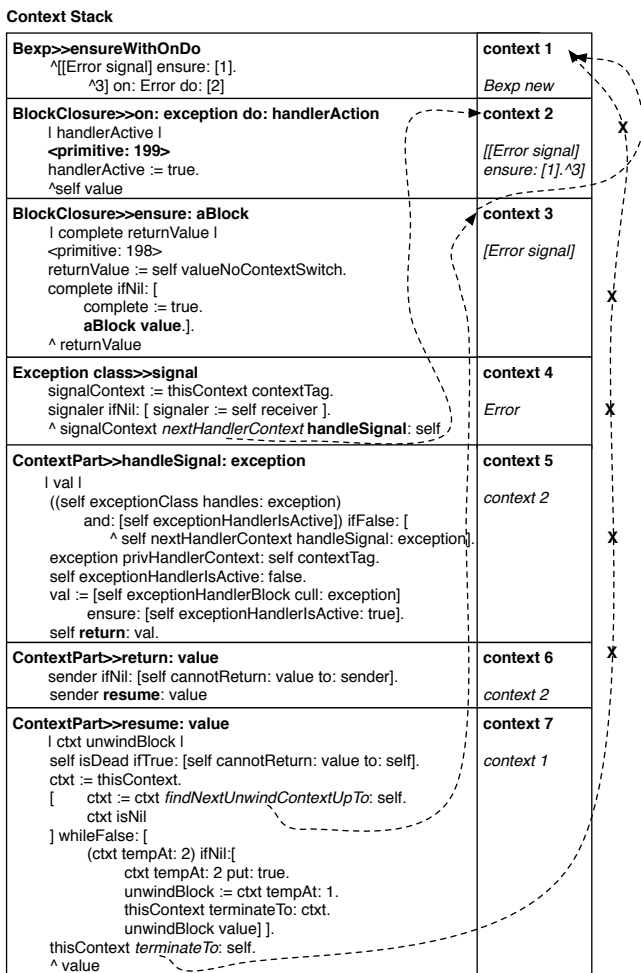 Context Stack
Bexp>>ensureWithOnDo
^[[Error signal] ensure: [1].
^3] on: Error do: [2]
context 1
Bexp new
BlockClosure>>on: exception do: handlerAction
| handlerActive |
<primitive: 199>
handlerActive := true.
^self value
context 2
[[Error signal]
ensure: [1].^3]
X
BlockClosure>>ensure: aBlock
| complete returnValue |
<primitive: 198>
returnValue := self valueNoContextSwitch.
complete ifNil: [
complete := true.
aBlock value.].
^ returnValue
context 3
[Error signal]
X
Exception class>>signal
signalContext := thisContext contextTag.
signaler ifNil: [ signaler := self receiver ].
^ signalContext nextHandlerContext handleSignal: self
context 4
Error
X
ContextPart>>handleSignal: exception
| val |
((self exceptionClass handles: exception)
and: [self exceptionHandlerIsActive]) ifFalse: [
^ self nextHandlerContext handleSignal: exception].
exception privHandlerContext: self contextTag.
self exceptionHandlerIsActive: false.
val := [self exceptionHandlerBlock cull: exception]
ensure: [self exceptionHandlerIsActive: true].
self return: val.
context 5
context 2
X
ContextPart>>return: value
sender ifNil: [self cannotReturn: value to: sender].
sender resume: value
context 6
context 2
X
ContextPart>>resume: value
| ctxt unwindBlock |
self isDead ifTrue: [self cannotReturn: value to: self].
ctxt := thisContext.
[ ctxt := ctxt findNextUnwindContextUpTo: self.
ctxt isNil
] whileFalse: [
(ctxt tempAt: 2) ifNil:[
ctxt tempAt: 2 put: true.
unwindBlock := ctxt tempAt: 1.
thisContext terminateTo: ctxt.
unwindBlock value] ].
thisContext terminateTo: self.
^ value
context 7
context 1